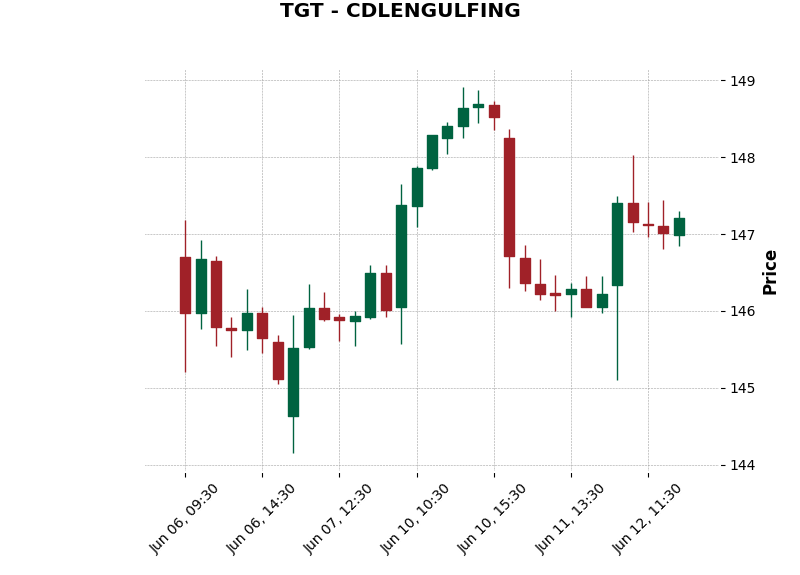 TGT - CDLENGULFING
149
148
147
146
145
144
Price
Jun 06, 09:30
Jun 06, 14:30
Jun 07, 12:30
Jun 10, 10:30
Jun 10, 15:30
Jun 11, 13:30
Jun 12, 11:30